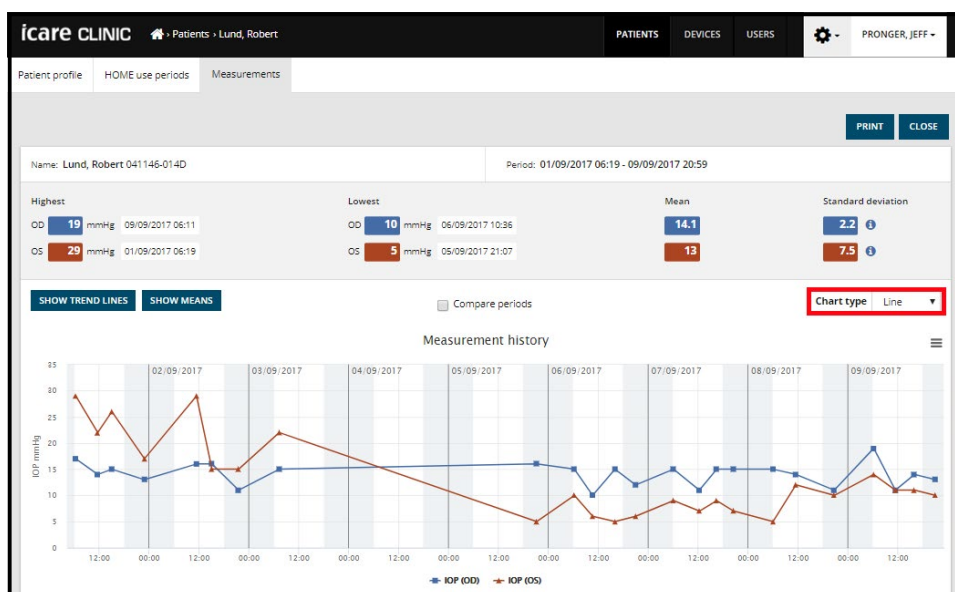 icare CLINIC › Patients › Lund, Robert PATIENTS DEVICES USERS PRONGER, JEFF
Patient profile HOME use periods Measurements
PRINT CLOSE
Name: Lund, Robert 041146-014D Period: 01/09/2017 06:19 - 09/09/2017 20:59
Highest Lowest Mean Standard deviation
OD 19 mmHg 09/09/2017 06:11 OD 10 mmHg 06/09/2017 10:36 14.1 2.2
OS 29 mmHg 01/09/2017 06:19 OS 5 mmHg 05/09/2017 21:07 13 7.5
SHOW TREND LINES SHOW MEANS Compare periods Chart type Line
Measurement history
35
02/09/2017 03/09/2017 04/09/2017 05/09/2017 06/09/2017 07/09/2017 08/09/2017 09/09/2017
30
25
20
15
10
5
0
IOP mmHg
12:00 00:00 12:00 00:00 12:00 00:00 12:00 00:00 12:00 00:00 12:00 00:00 12:00 00:00 12:00 00:00 12:00
IOP (OD) IOP (OS)